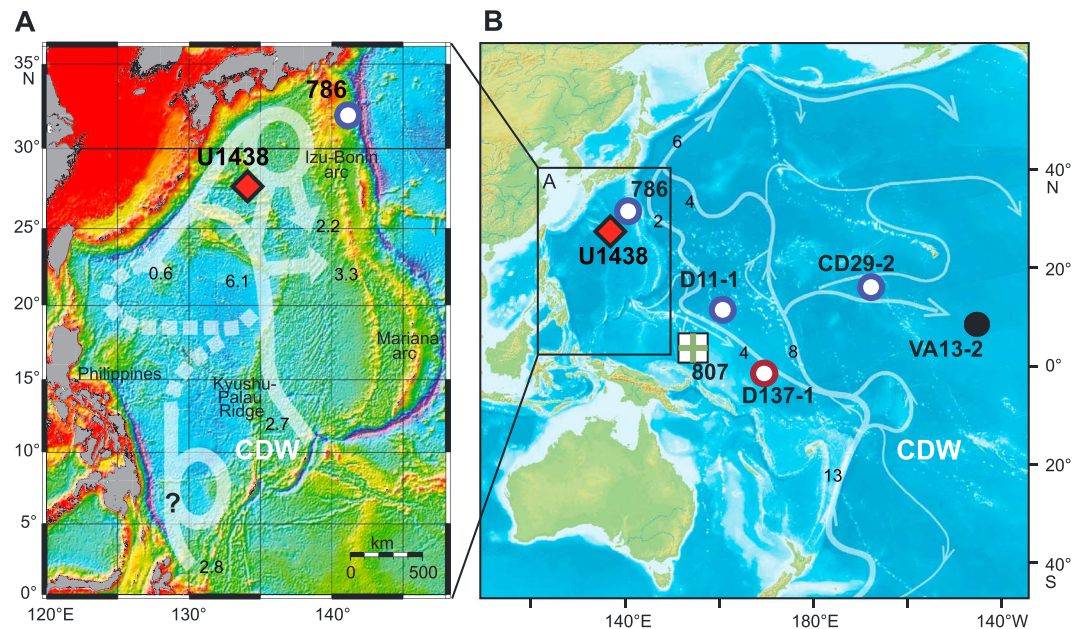 A
35°
N
30°
25°
20°
15°
10°
5°
0°
120°E
130°
140°
786
U1438
Izu-Bonin
arc
2.2
0.6
6.1
3.3
Mariana
arc
Philippines
Kyushu-
Palau
Ridge
2.7
CDW
?
2.8
km
0
500
B
A
6
4
2
786
U1438
D11-1
CD29-2
VA13-2
807
4
8
D137-1
CDW
13
40°
N
20°
0°
20°
40°
S
140°E
180°E
140°W